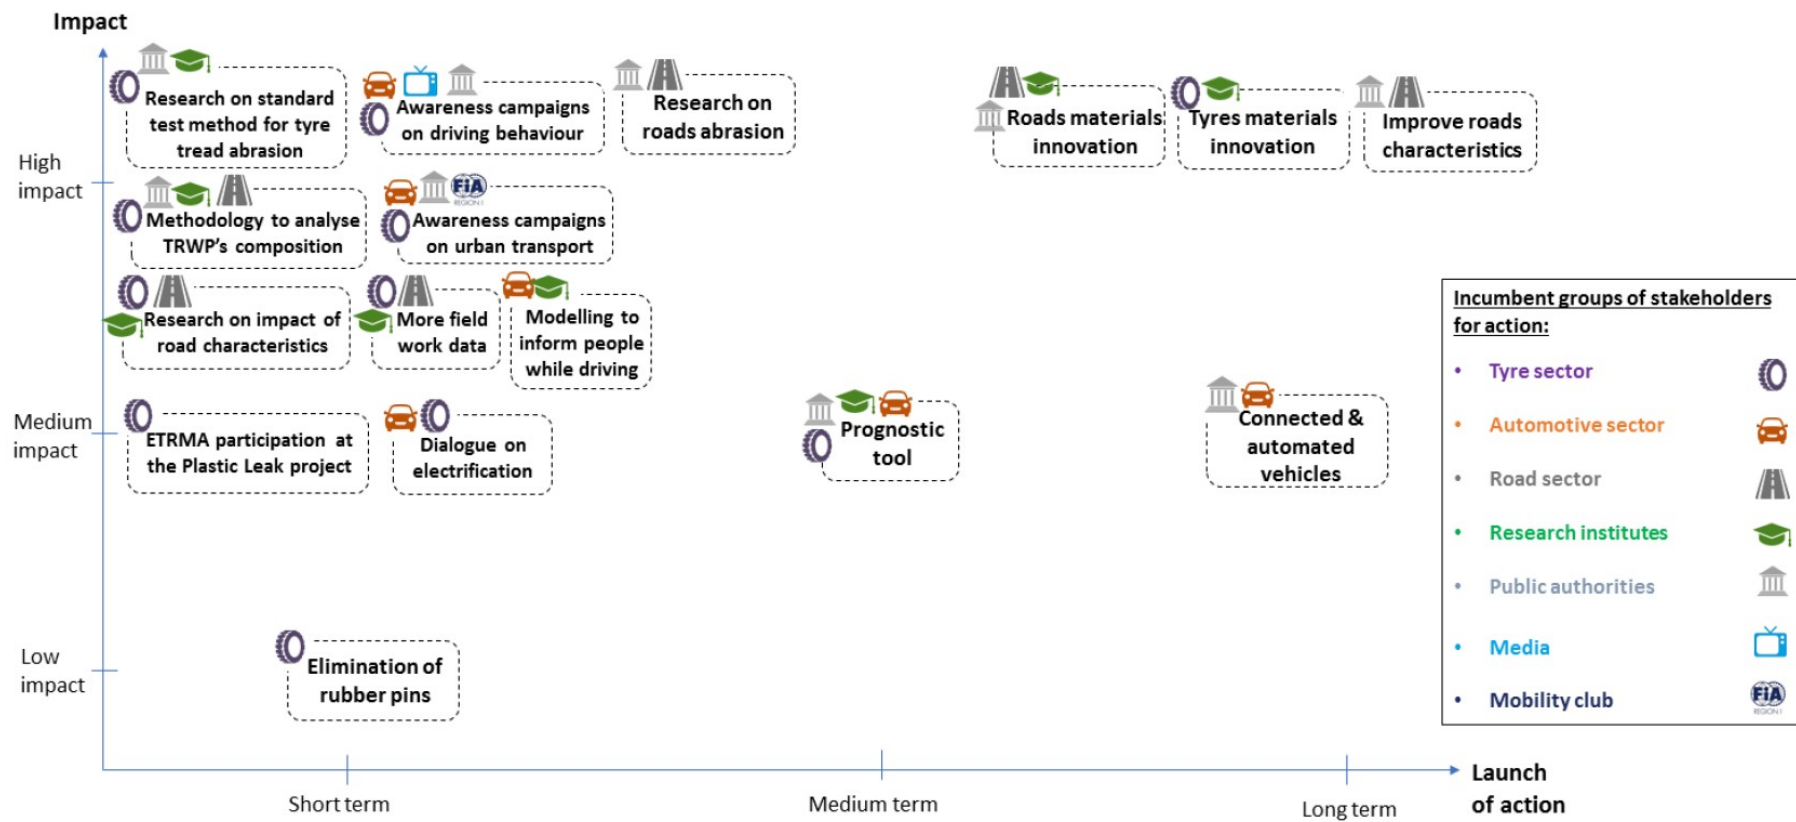 Impact
Research on standard
test method for tyre
tread abrasion
Awareness campaigns
on driving behaviour
Research on
roads abrasion
Roads materials
innovation
Tyres materials
innovation
Improve roads
characteristics
High
impact
Methodology to analyse
TRWP's composition
FiA
REGION I
Awareness campaigns
on urban transport
Research on impact of
road characteristics
More field
work data
Modelling to
inform people
while driving
Medium
impact
ETRMA participation at
the Plastic Leak project
Dialogue on
electrification
Prognostic
tool
Connected &
automated
vehicles
Low
impact
Elimination of
rubber pins
Short term
Medium term
Long term
Launch
of action
Incumbent groups of stakeholders
for action:
• Tyre sector
• Automotive sector
• Road sector
• Research institutes
• Public authorities
• Media
• Mobility club
FiA
REGION I